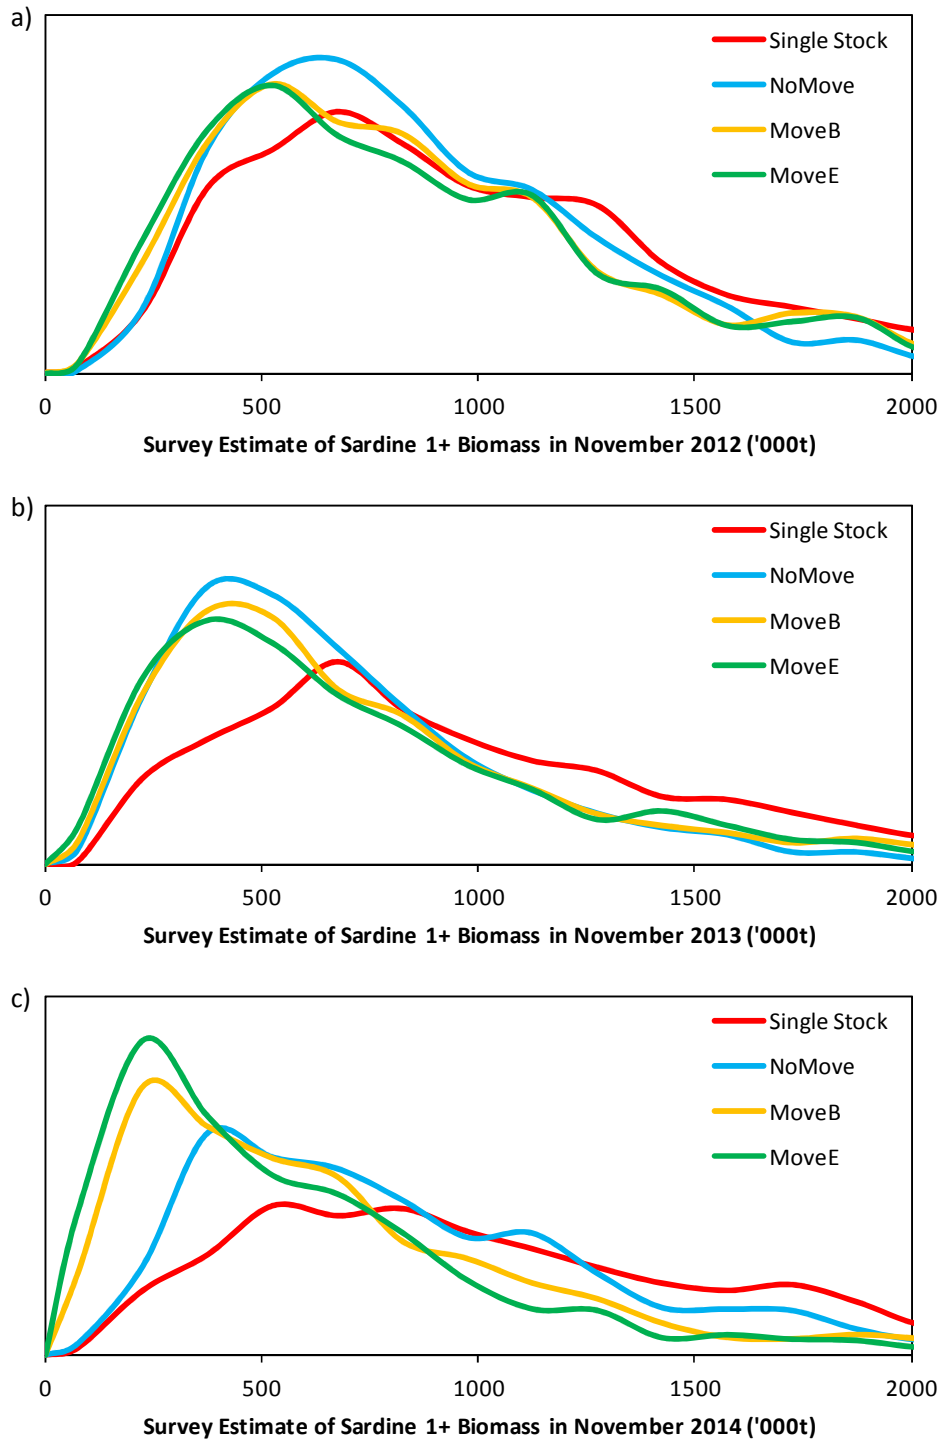 a)
Single Stock
NoMove
MoveB
MoveE
0 500 1000 1500 2000
Survey Estimate of Sardine 1+ Biomass in November 2012 ('000t)
b)
Single Stock
NoMove
MoveB
MoveE
0 500 1000 1500 2000
Survey Estimate of Sardine 1+ Biomass in November 2013 ('000t)
c)
Single Stock
NoMove
MoveB
MoveE
0 500 1000 1500 2000
Survey Estimate of Sardine 1+ Biomass in November 2014 ('000t)